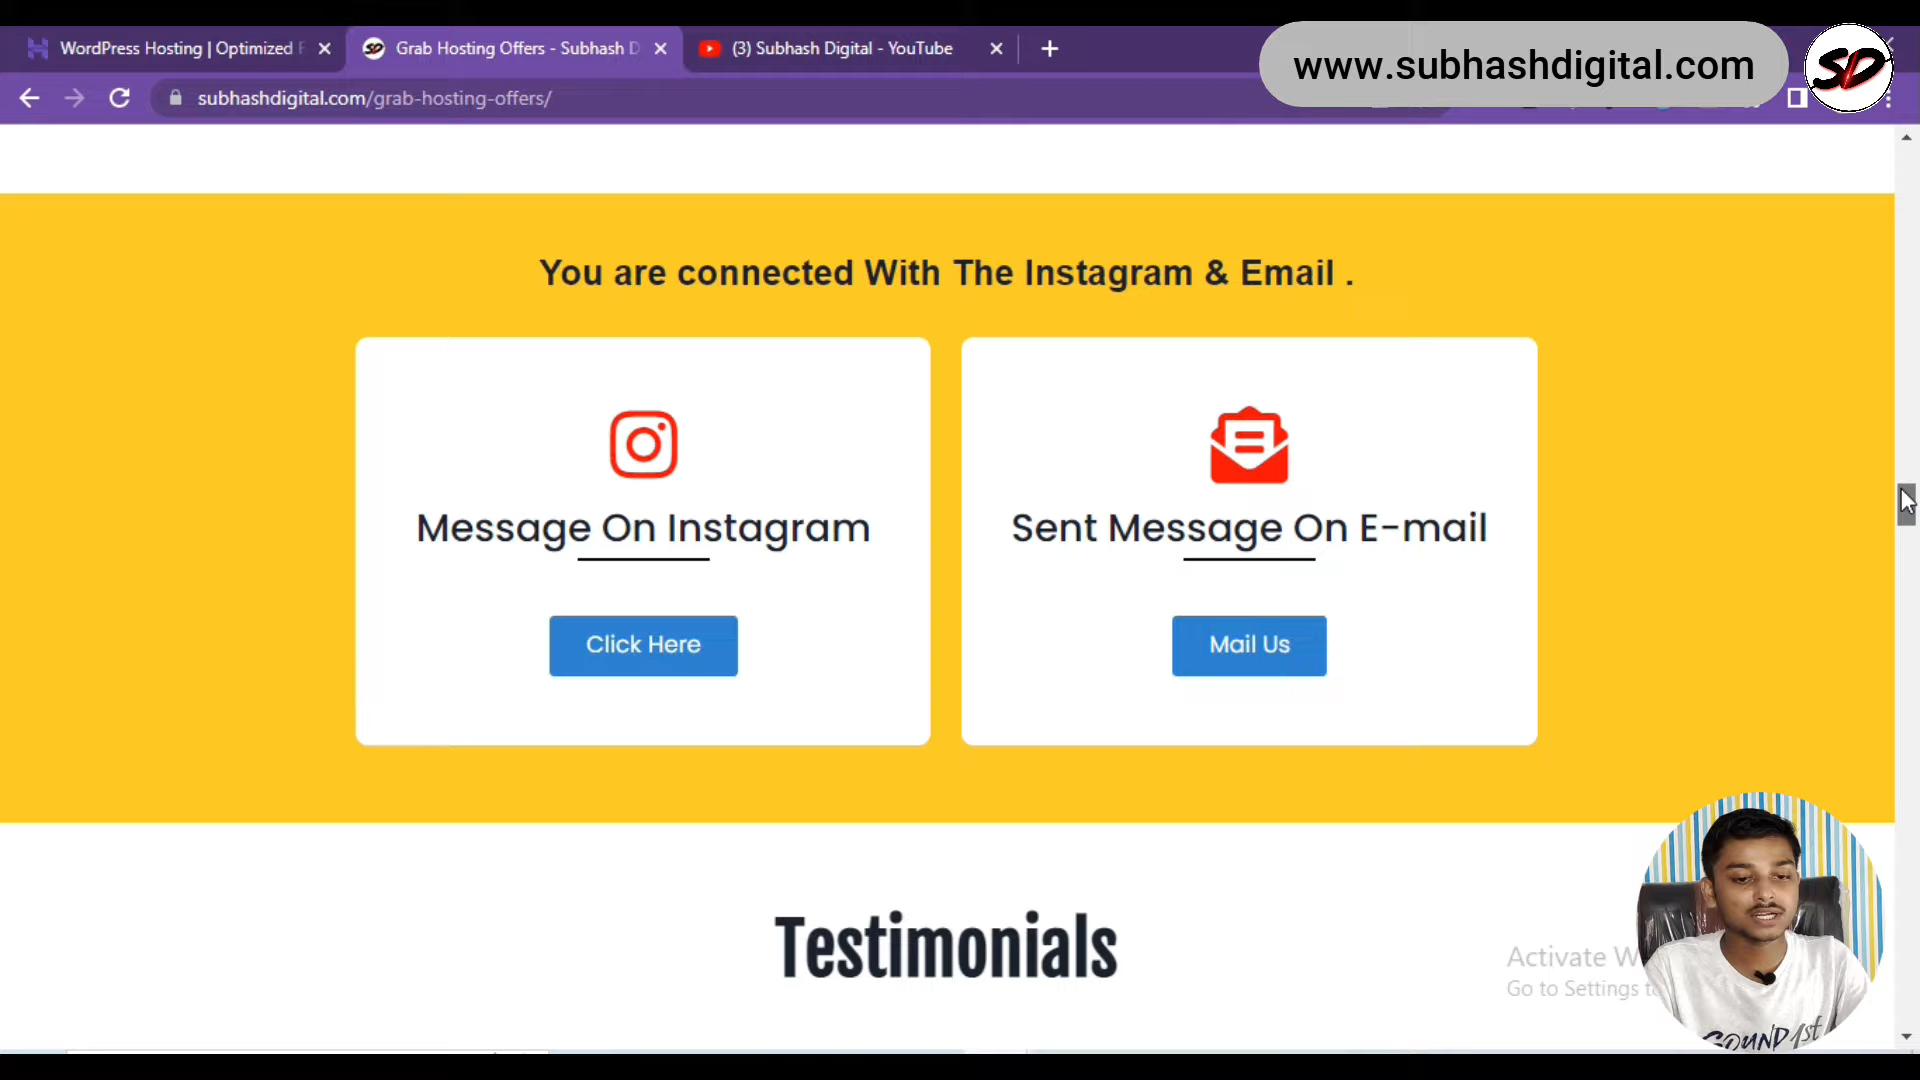 WordPress Hosting | Optimized F
Grab Hosting Offers - Subhash D
(3) Subhash Digital - YouTube
www.subhashdigital.com
SD
subhashdigital.com/grab-hosting-offers/
You are connected With The Instagram & Email .
Message On Instagram
Sent Message On E-mail
Click Here
Mail Us
Testimonials
Activate W
Go to Settings to